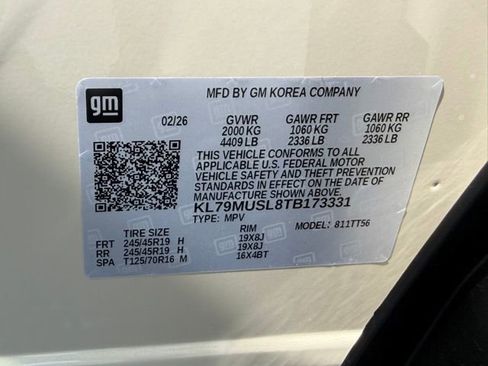 gm
MFD BY GM KOREA COMPANY
02/26 GVWR GAWR FRT GAWR RR
2000 KG 1060 KG 1060 KG
4409 LB 2336 LB 2336 LB
THIS VEHICLE CONFORMS TO ALL
APPLICABLE U.S. FEDERAL MOTOR
VEHICLE SAFETY AND THEFT
PREVENTION STANDARDS IN
EFFECT ON THE DATE OF
MANUFACTURE SHOWN ABOVE.
KL79MUSL8TB173331
TYPE: MPV MODEL: 811TT56
TIRE SIZE RIM
FRT 245/45R19 H 19X8J
RR 245/45R19 H 19X8J
SPA T125/70R16 M 16X4BT